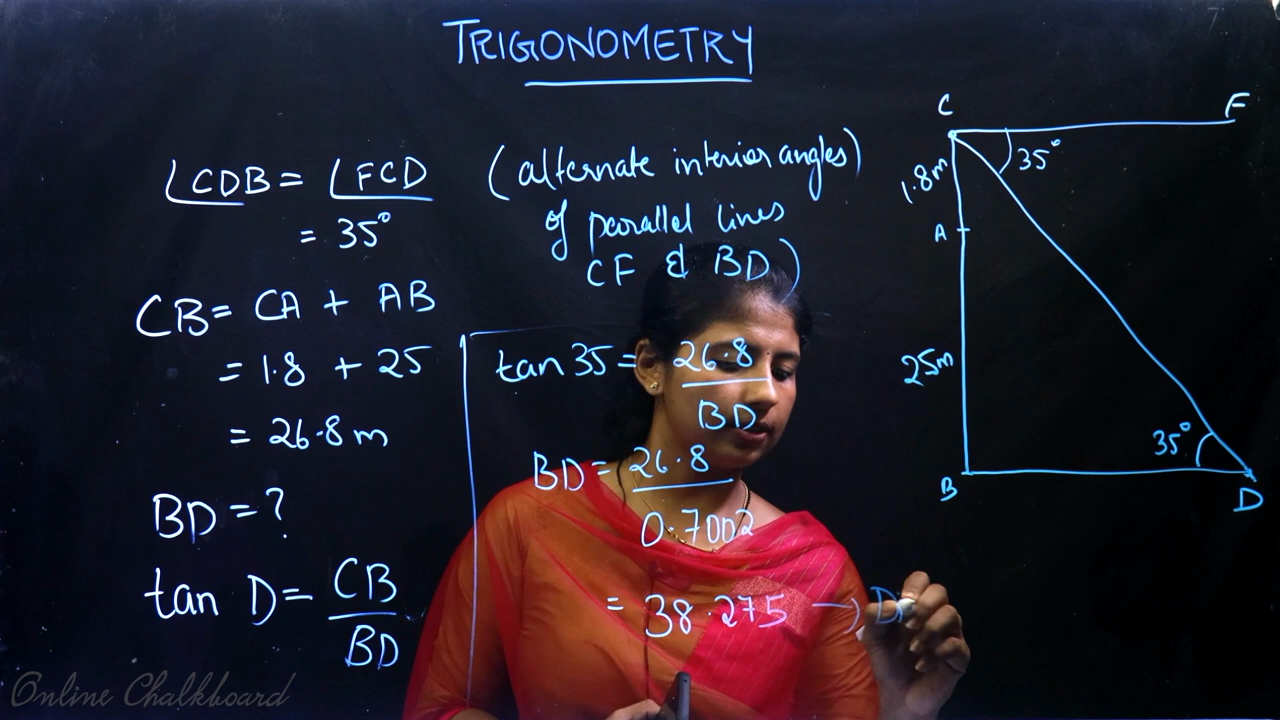 TRIGONOMETRY
∠CDB = ∠FCD (alternate interior angles)
= 35° of parallel lines
CF & BD)
CB = CA + AB
= 1.8 + 25
= 26.8 m
BD = ?
tan D = CB
BD
tan 35 = 26.8
BD
BD = 26.8
0.7002
= 38.275 →
C F
1.8m 35°
A
25m
35°
B D
Online Chalkboard